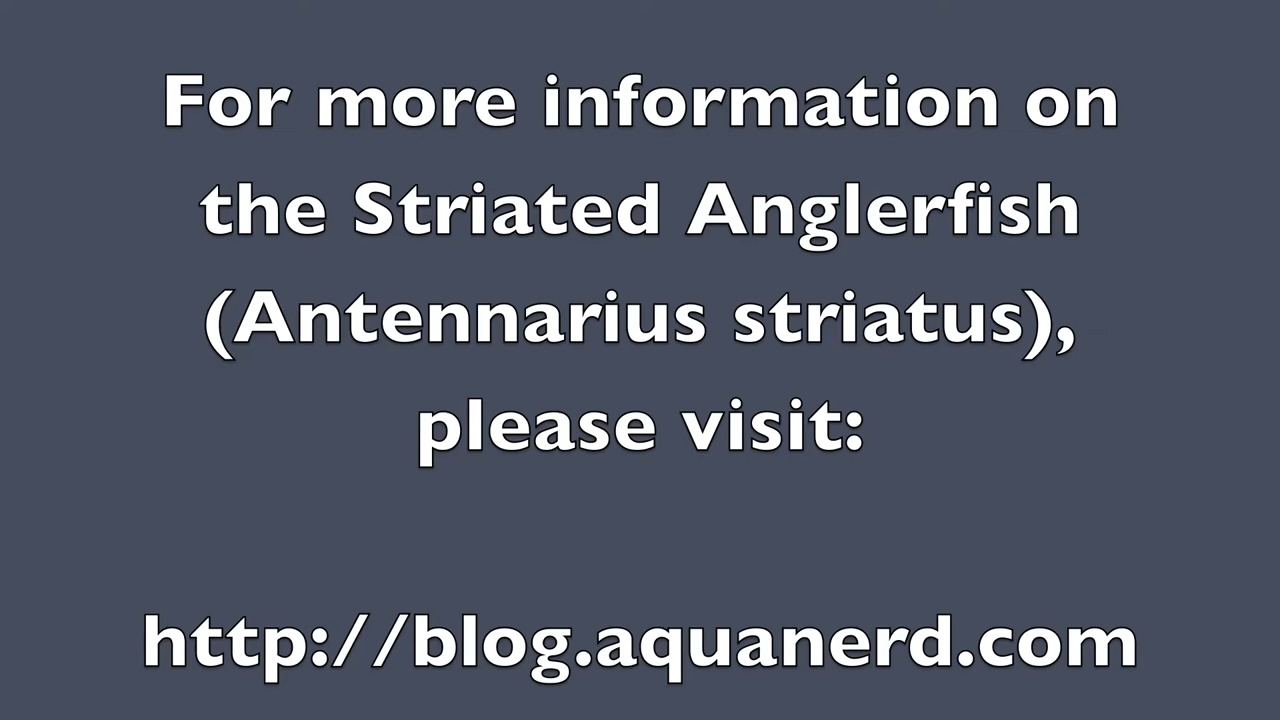 For more information on
the Striated Anglerfish
(Antennarius striatus),
please visit:
http://blog.aquanerd.com